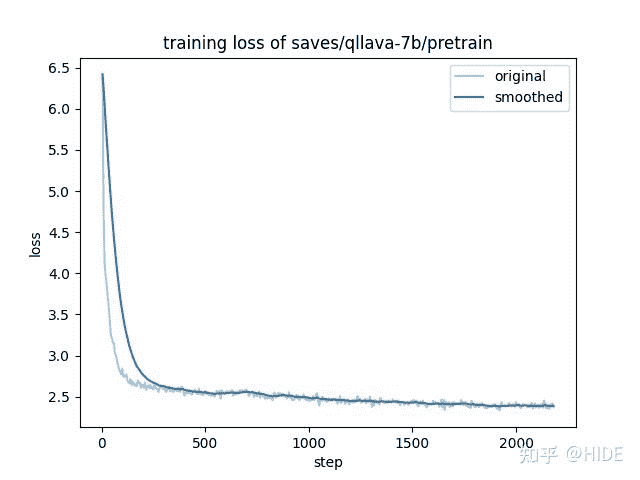 training loss of saves/qllava-7b/pretrain
original
smoothed
6.5
6.0
5.5
5.0
4.5
4.0
3.5
3.0
2.5
loss
0 500 1000 1500 2000
step
知乎 @HIDE